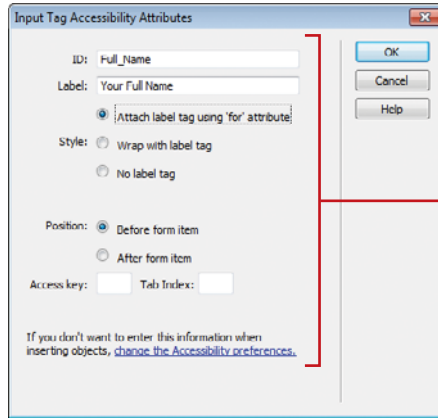 Input Tag Accessibility Attributes
ID: Full_Name
Label: Your Full Name
Attach label tag using 'for' attribute
Style: Wrap with label tag
No label tag
Position: Before form item
After form item
Access key: Tab Index:
If you don't want to enter this information when
inserting objects, change the Accessibility preferences.
OK
Cancel
Help